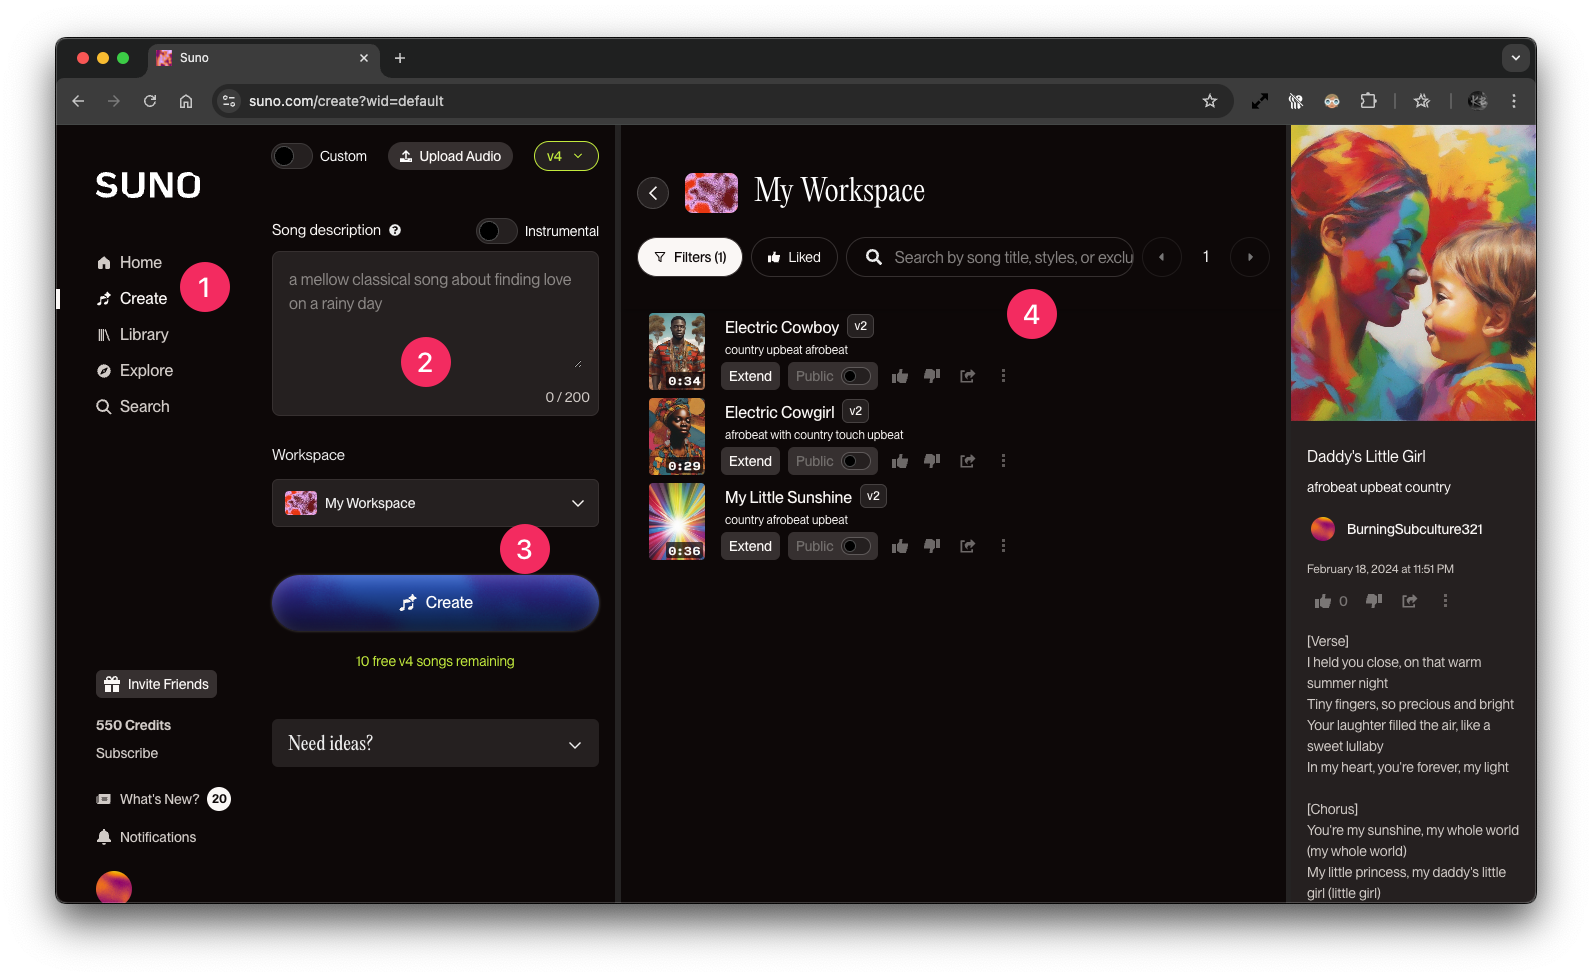 Suno
suno.com/create?wid=default
SUNO
Home
Create
Library
Explore
Search
1
Invite Friends
550 Credits
Subscribe
What's New? 20
Notifications
Custom
Upload Audio
v4
Song description ?
Instrumental
a mellow classical song about finding love
on a rainy day
2
0 / 200
Workspace
My Workspace
3
Create
10 free v4 songs remaining
Need ideas?
My Workspace
Filters (1)
Liked
Search by song title, styles, or exclu
1
4
Electric Cowboy v2
country upbeat afrobeat
0:34
Extend
Public
Electric Cowgirl v2
afrobeat with country touch upbeat
0:29
Extend
Public
My Little Sunshine v2
country afrobeat upbeat
0:36
Extend
Public
Daddy's Little Girl
afrobeat upbeat country
BurningSubculture321
February 18, 2024 at 11:51 PM
0
[Verse]
I held you close, on that warm
summer night
Tiny fingers, so precious and bright
Your laughter filled the air, like a
sweet lullaby
In my heart, you're forever, my light
[Chorus]
You're my sunshine, my whole world
(my whole world)
My little princess, my daddy's little
girl (little girl)